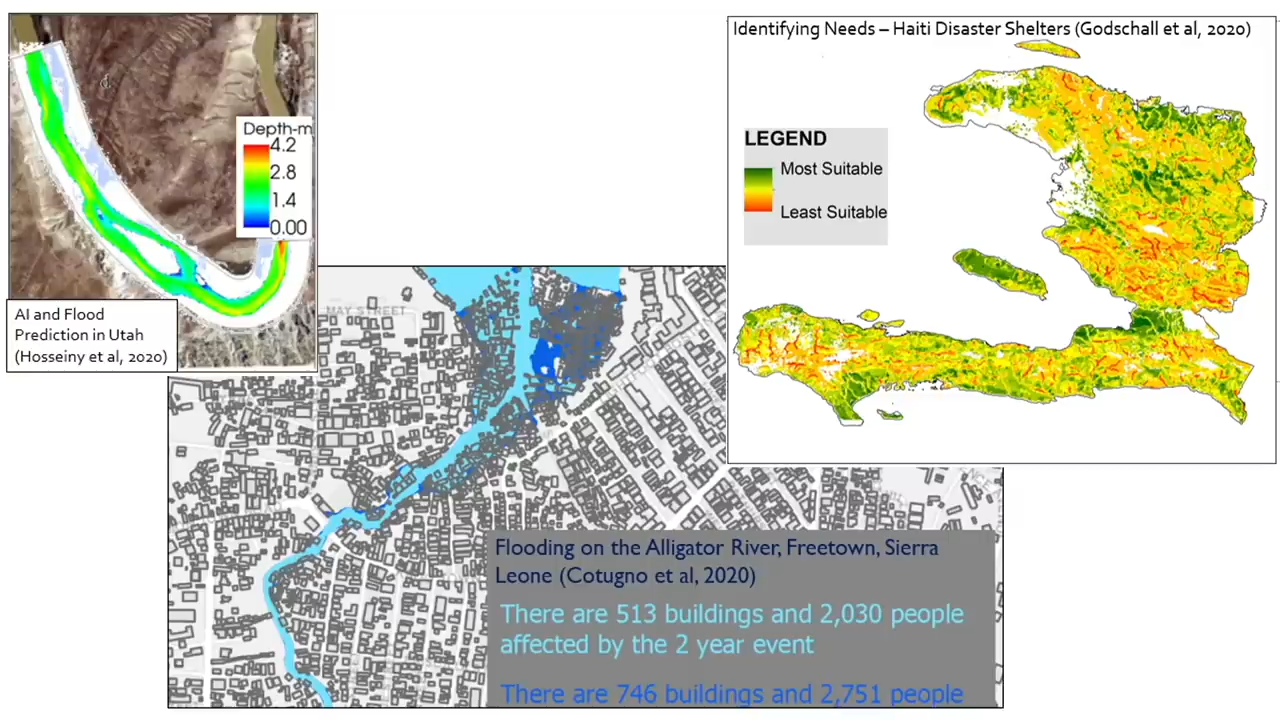 Identifying Needs – Haiti Disaster Shelters (Godschall et al, 2020)
LEGEND
Most Suitable
Least Suitable
Depth-m
4.2
2.8
1.4
0.00
AI and Flood
Prediction in Utah
(Hosseiny et al, 2020)
MAY STREET
Flooding on the Alligator River, Freetown, Sierra
Leone (Cotugno et al, 2020)
There are 513 buildings and 2,030 people
affected by the 2 year event
There are 746 buildings and 2,751 people